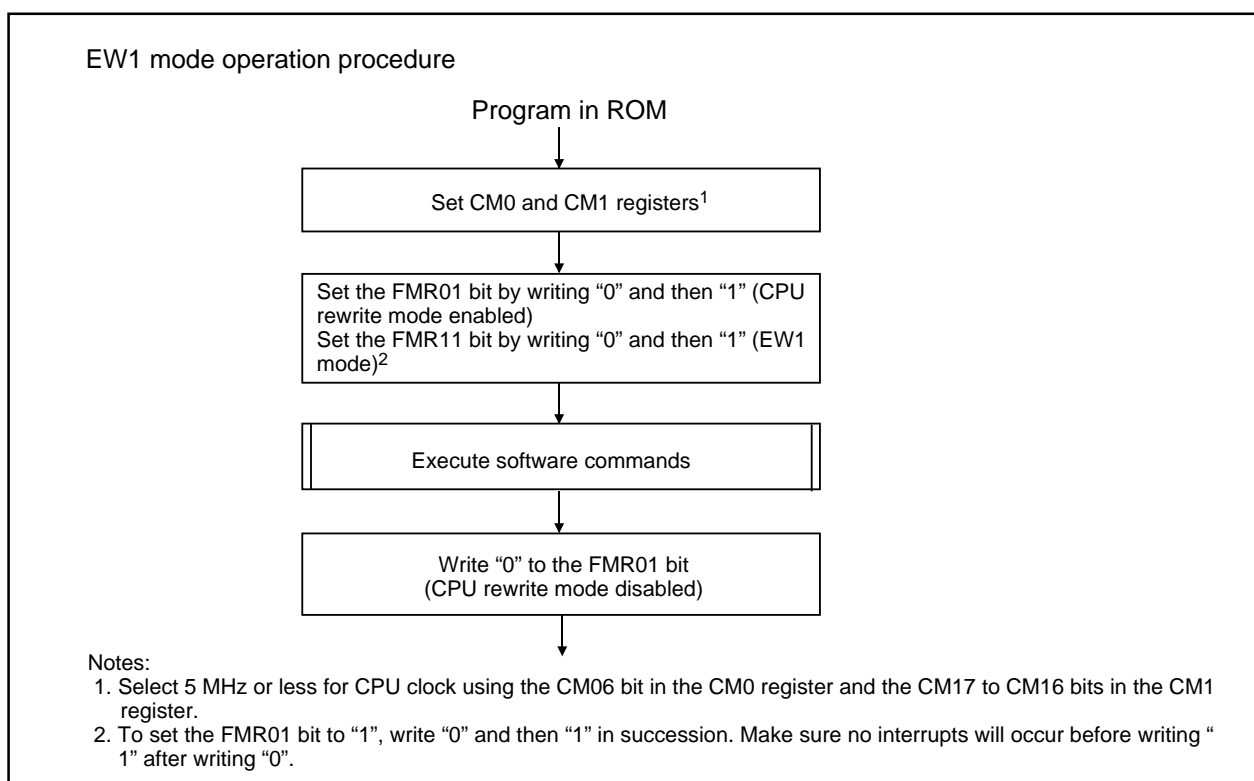 EW1 mode operation procedure
Program in ROM
Set CM0 and CM1 registers1
Set the FMR01 bit by writing “0” and then “1” (CPU
rewrite mode enabled)
Set the FMR11 bit by writing “0” and then “1” (EW1
mode)2
Execute software commands
Write “0” to the FMR01 bit
(CPU rewrite mode disabled)
Notes:
1. Select 5 MHz or less for CPU clock using the CM06 bit in the CM0 register and the CM17 to CM16 bits in the CM1
register.
2. To set the FMR01 bit to “1”, write “0” and then “1” in succession. Make sure no interrupts will occur before writing “
1” after writing “0”.